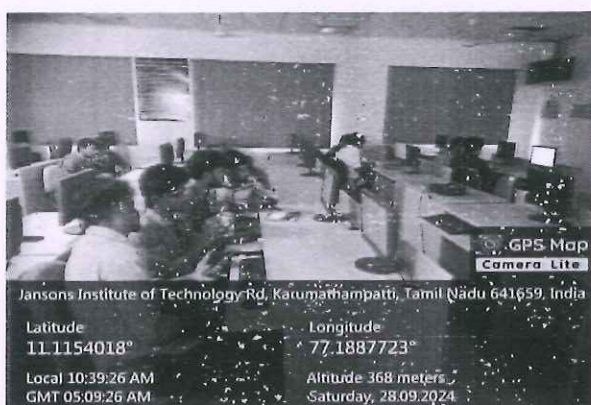 GPS Map
Camera Lite
Jansons Institute of Technology Rd, Karumathampatti, Tamil Nadu 641659, India
Latitude
11.1154018°
Longitude
77.1887723°
Local 10:39:26 AM
GMT 05:09:26 AM
Altitude 368 meters
Saturday, 28.09.2024